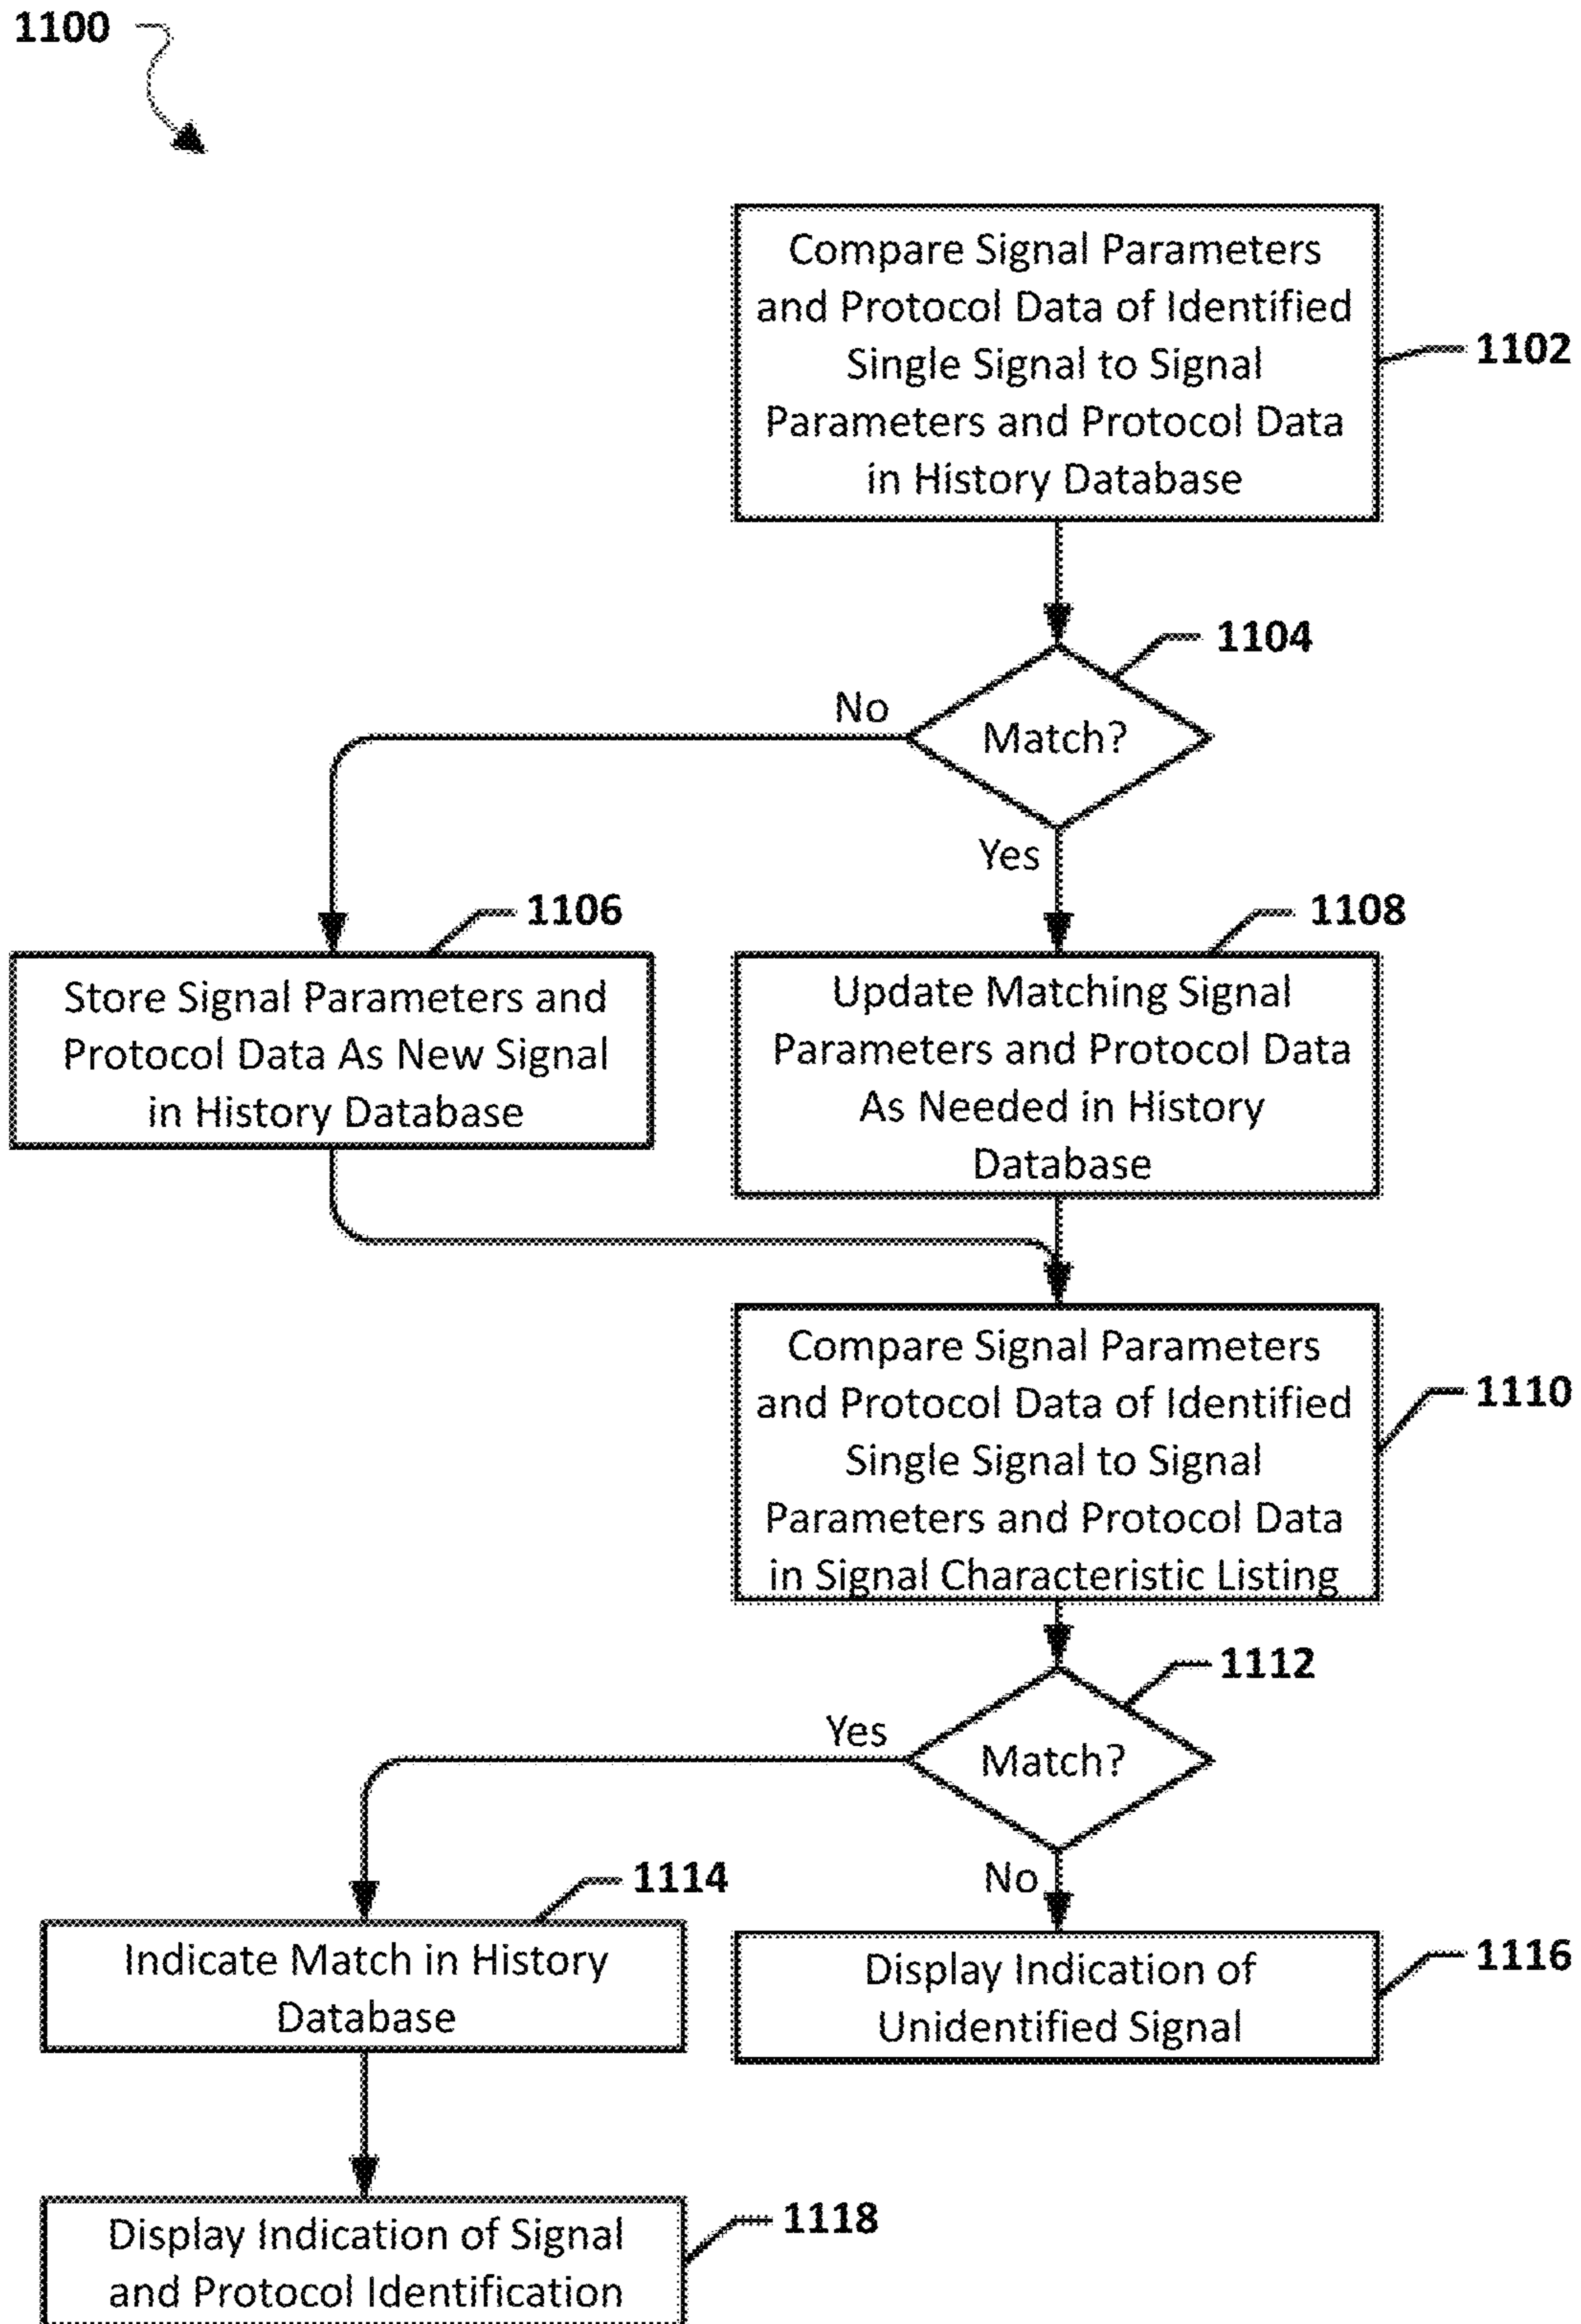 1100
Compare Signal Parameters
and Protocol Data of Identified
Single Signal to Signal
Parameters and Protocol Data
in History Database
1102
1104
Match?
No
Yes
1106
1108
Store Signal Parameters and
Protocol Data As New Signal
in History Database
Update Matching Signal
Parameters and Protocol Data
As Needed in History
Database
Compare Signal Parameters
and Protocol Data of Identified
Single Signal to Signal
Parameters and Protocol Data
in Signal Characteristic Listing
1110
1112
Match?
Yes
No
1114
Indicate Match in History
Database
Display Indication of
Unidentified Signal
1116
Display Indication of Signal
and Protocol Identification
1118